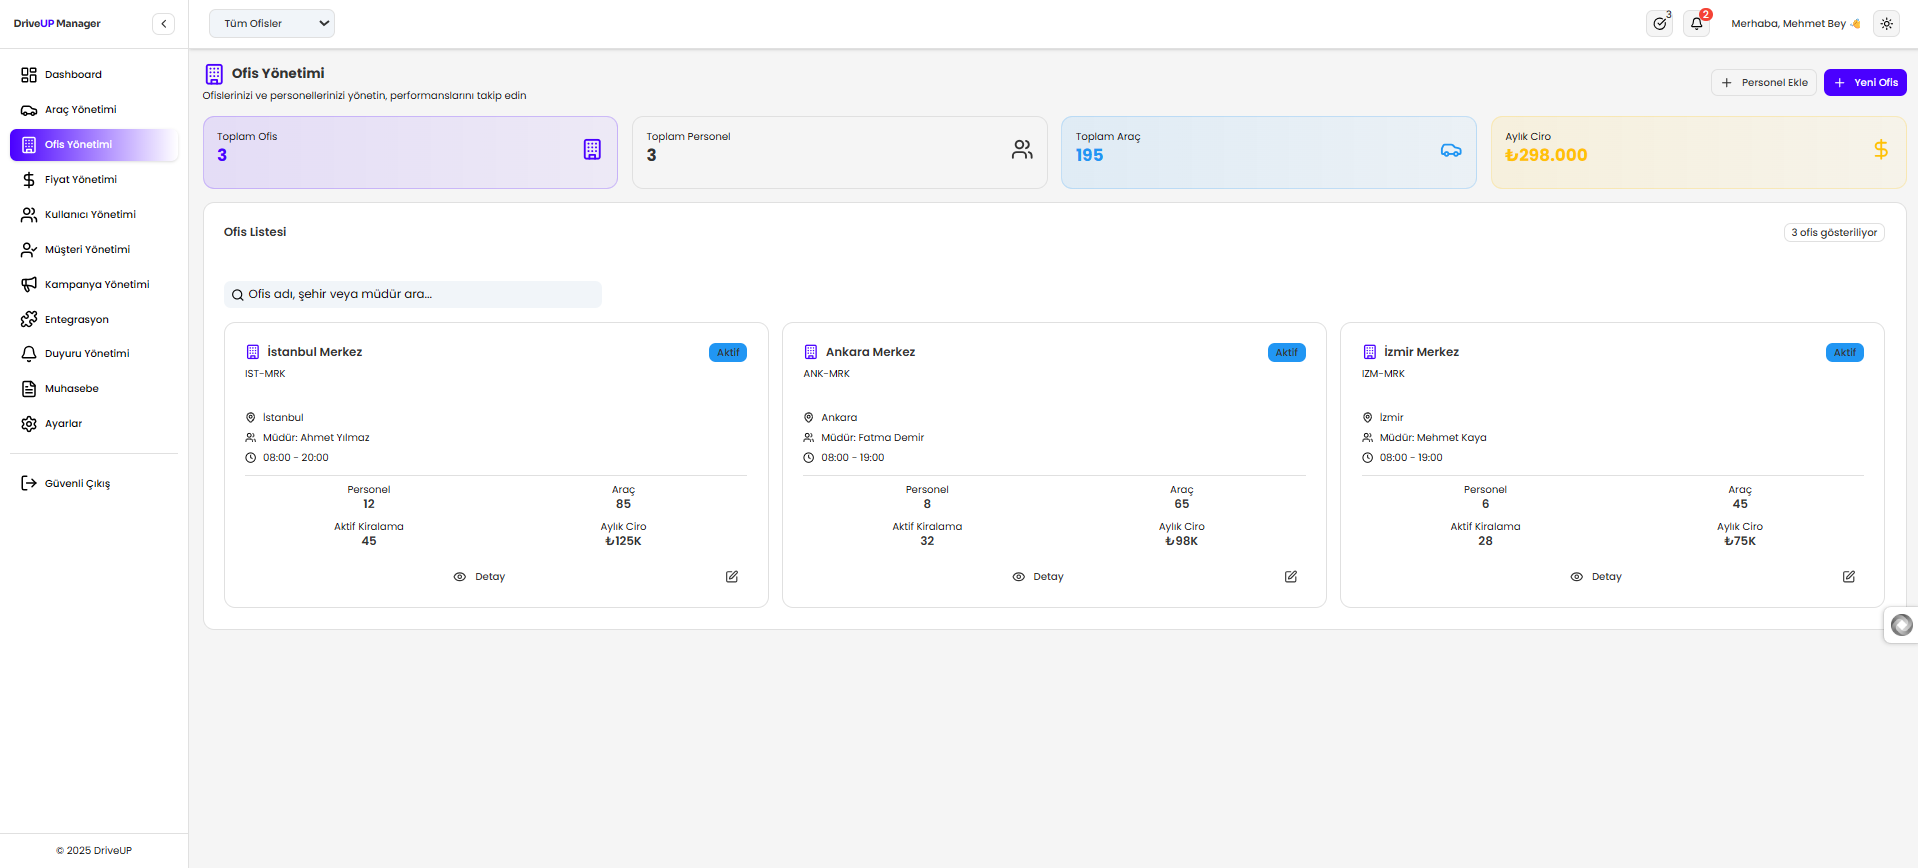 DriveUP Manager
Tüm Ofisler
3
2
Merhaba, Mehmet Bey 👋
Dashboard
Araç Yönetimi
Ofis Yönetimi
Fiyat Yönetimi
Kullanıcı Yönetimi
Müşteri Yönetimi
Kampanya Yönetimi
Entegrasyon
Duyuru Yönetimi
Muhasebe
Ayarlar
Güvenli Çıkış
© 2025 DriveUP
Ofis Yönetimi
Ofislerinizi ve personellerinizi yönetin, performanslarını takip edin
Personel Ekle
Yeni Ofis
Toplam Ofis
3
Toplam Personel
3
Toplam Araç
195
Aylık Ciro
₺298.000
Ofis Listesi
3 ofis gösteriliyor
Ofis adı, şehir veya müdür ara...
İstanbul Merkez
Aktif
IST-MRK
İstanbul
Müdür: Ahmet Yılmaz
08:00 - 20:00
Personel
12
Araç
85
Aktif Kiralama
45
Aylık Ciro
₺125K
Detay
Ankara Merkez
Aktif
ANK-MRK
Ankara
Müdür: Fatma Demir
08:00 - 19:00
Personel
8
Araç
65
Aktif Kiralama
32
Aylık Ciro
₺98K
Detay
İzmir Merkez
Aktif
IZM-MRK
İzmir
Müdür: Mehmet Kaya
08:00 - 19:00
Personel
6
Araç
45
Aktif Kiralama
28
Aylık Ciro
₺75K
Detay